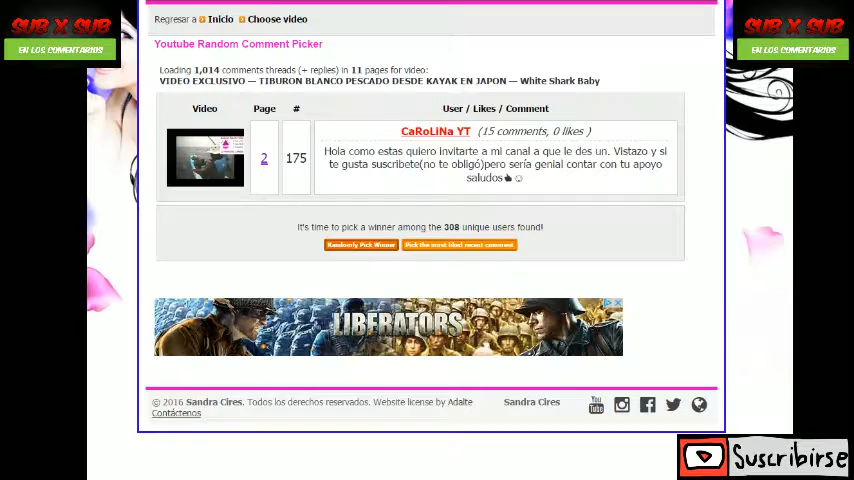 SUB X SUB
EN LOS COMENTARIOS
SUB X SUB
EN LOS COMENTARIOS
Regresar a Inicio Choose video
Youtube Random Comment Picker
Loading 1,014 comments threads (+ replies) in 11 pages for video:
VIDEO EXCLUSIVO — TIBURON BLANCO PESCADO DESDE KAYAK EN JAPON — White Shark Baby
Video Page # User / Likes / Comment
CaRoLiNa YT (15 comments, 0 likes )
2 175
Hola como estas quiero invitarte a mi canal a que le des un. Vistazo y si
te gusta suscribete(no te obligó)pero sería genial contar con tu apoyo
saludos
It's time to pick a winner among the 308 unique users found!
Randomly Pick Winner Pick the most liked recent comment
LIBERATORS
© 2016 Sandra Cires. Todos los derechos reservados. Website license by Adalte
Contáctenos
Sandra Cires
You
Tube
Suscribirse